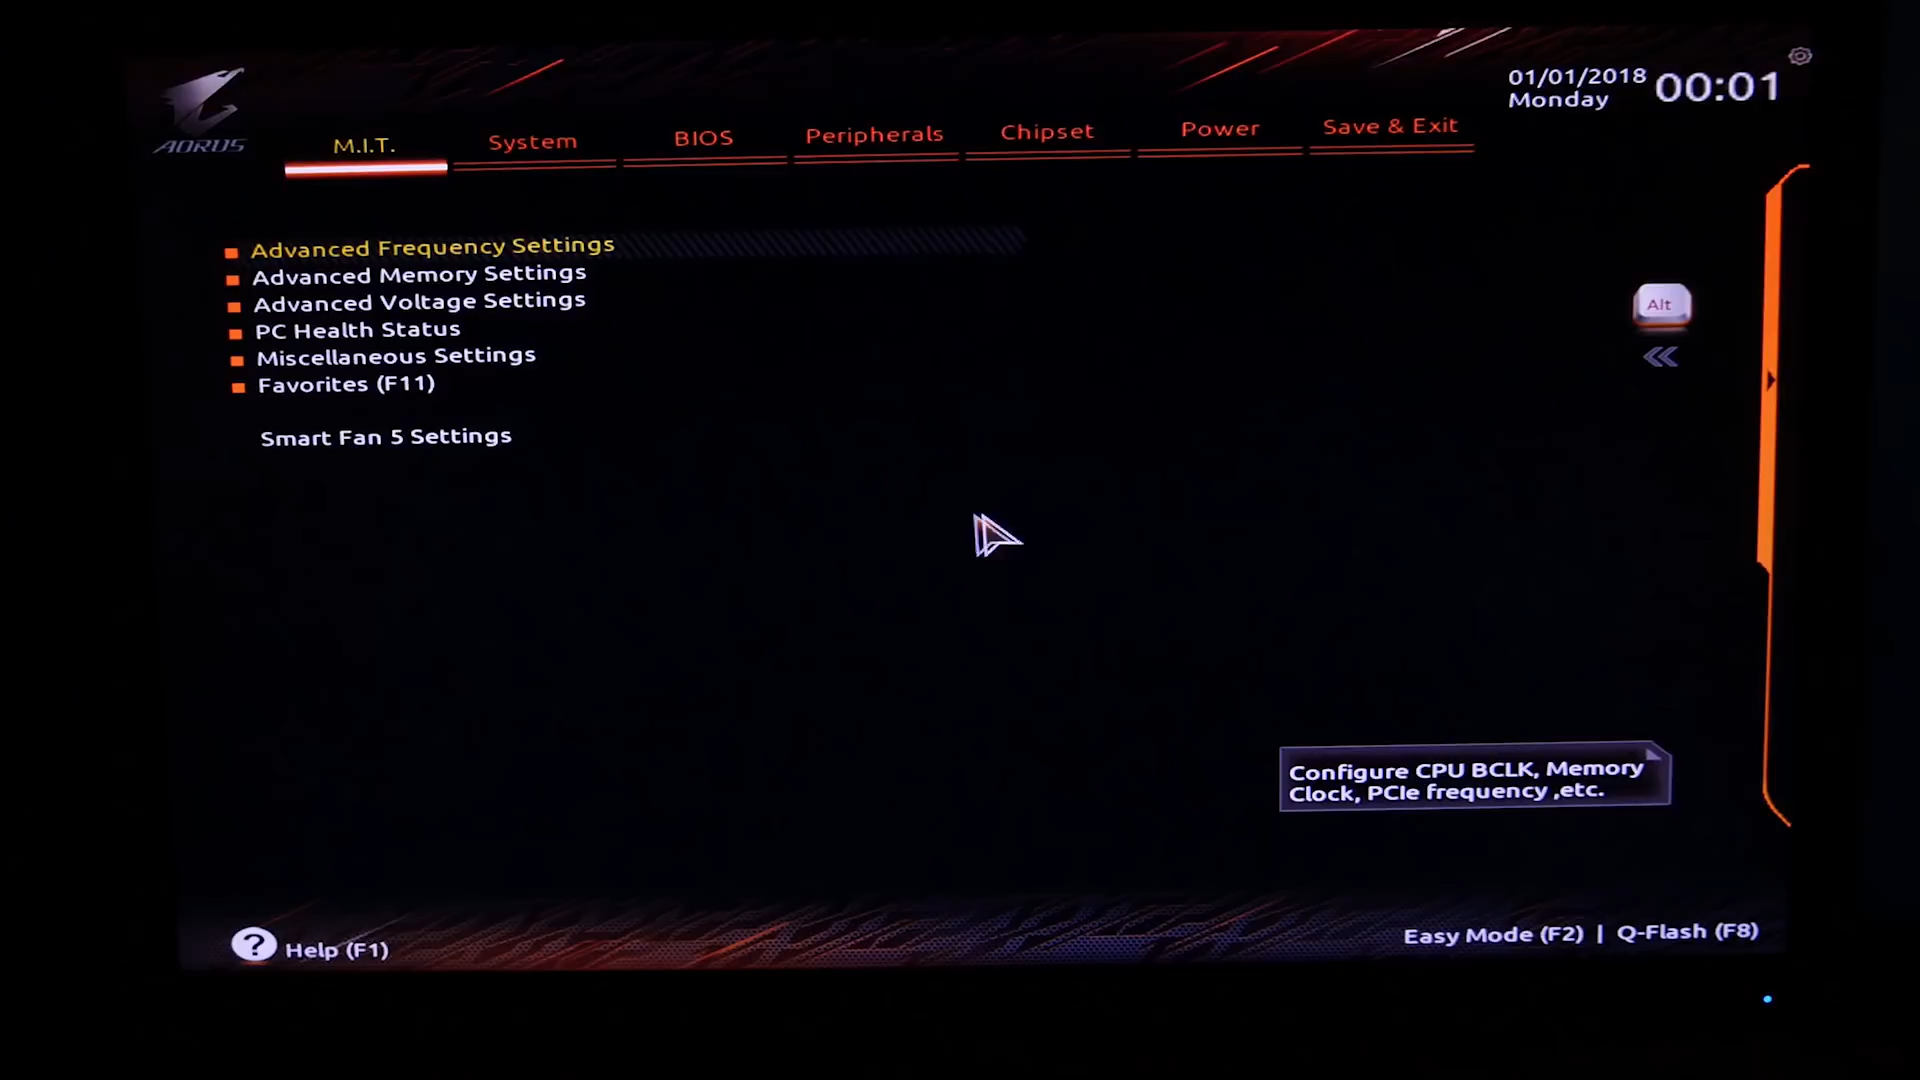 AORUS
M.I.T.
System
BIOS
Peripherals
Chipset
Power
Save & Exit
01/01/2018
Monday
00:01
Advanced Frequency Settings
Advanced Memory Settings
Advanced Voltage Settings
PC Health Status
Miscellaneous Settings
Favorites (F11)
Smart Fan 5 Settings
Alt
Configure CPU BCLK, Memory
Clock, PCIe frequency ,etc.
? Help (F1)
Easy Mode (F2) | Q-Flash (F8)